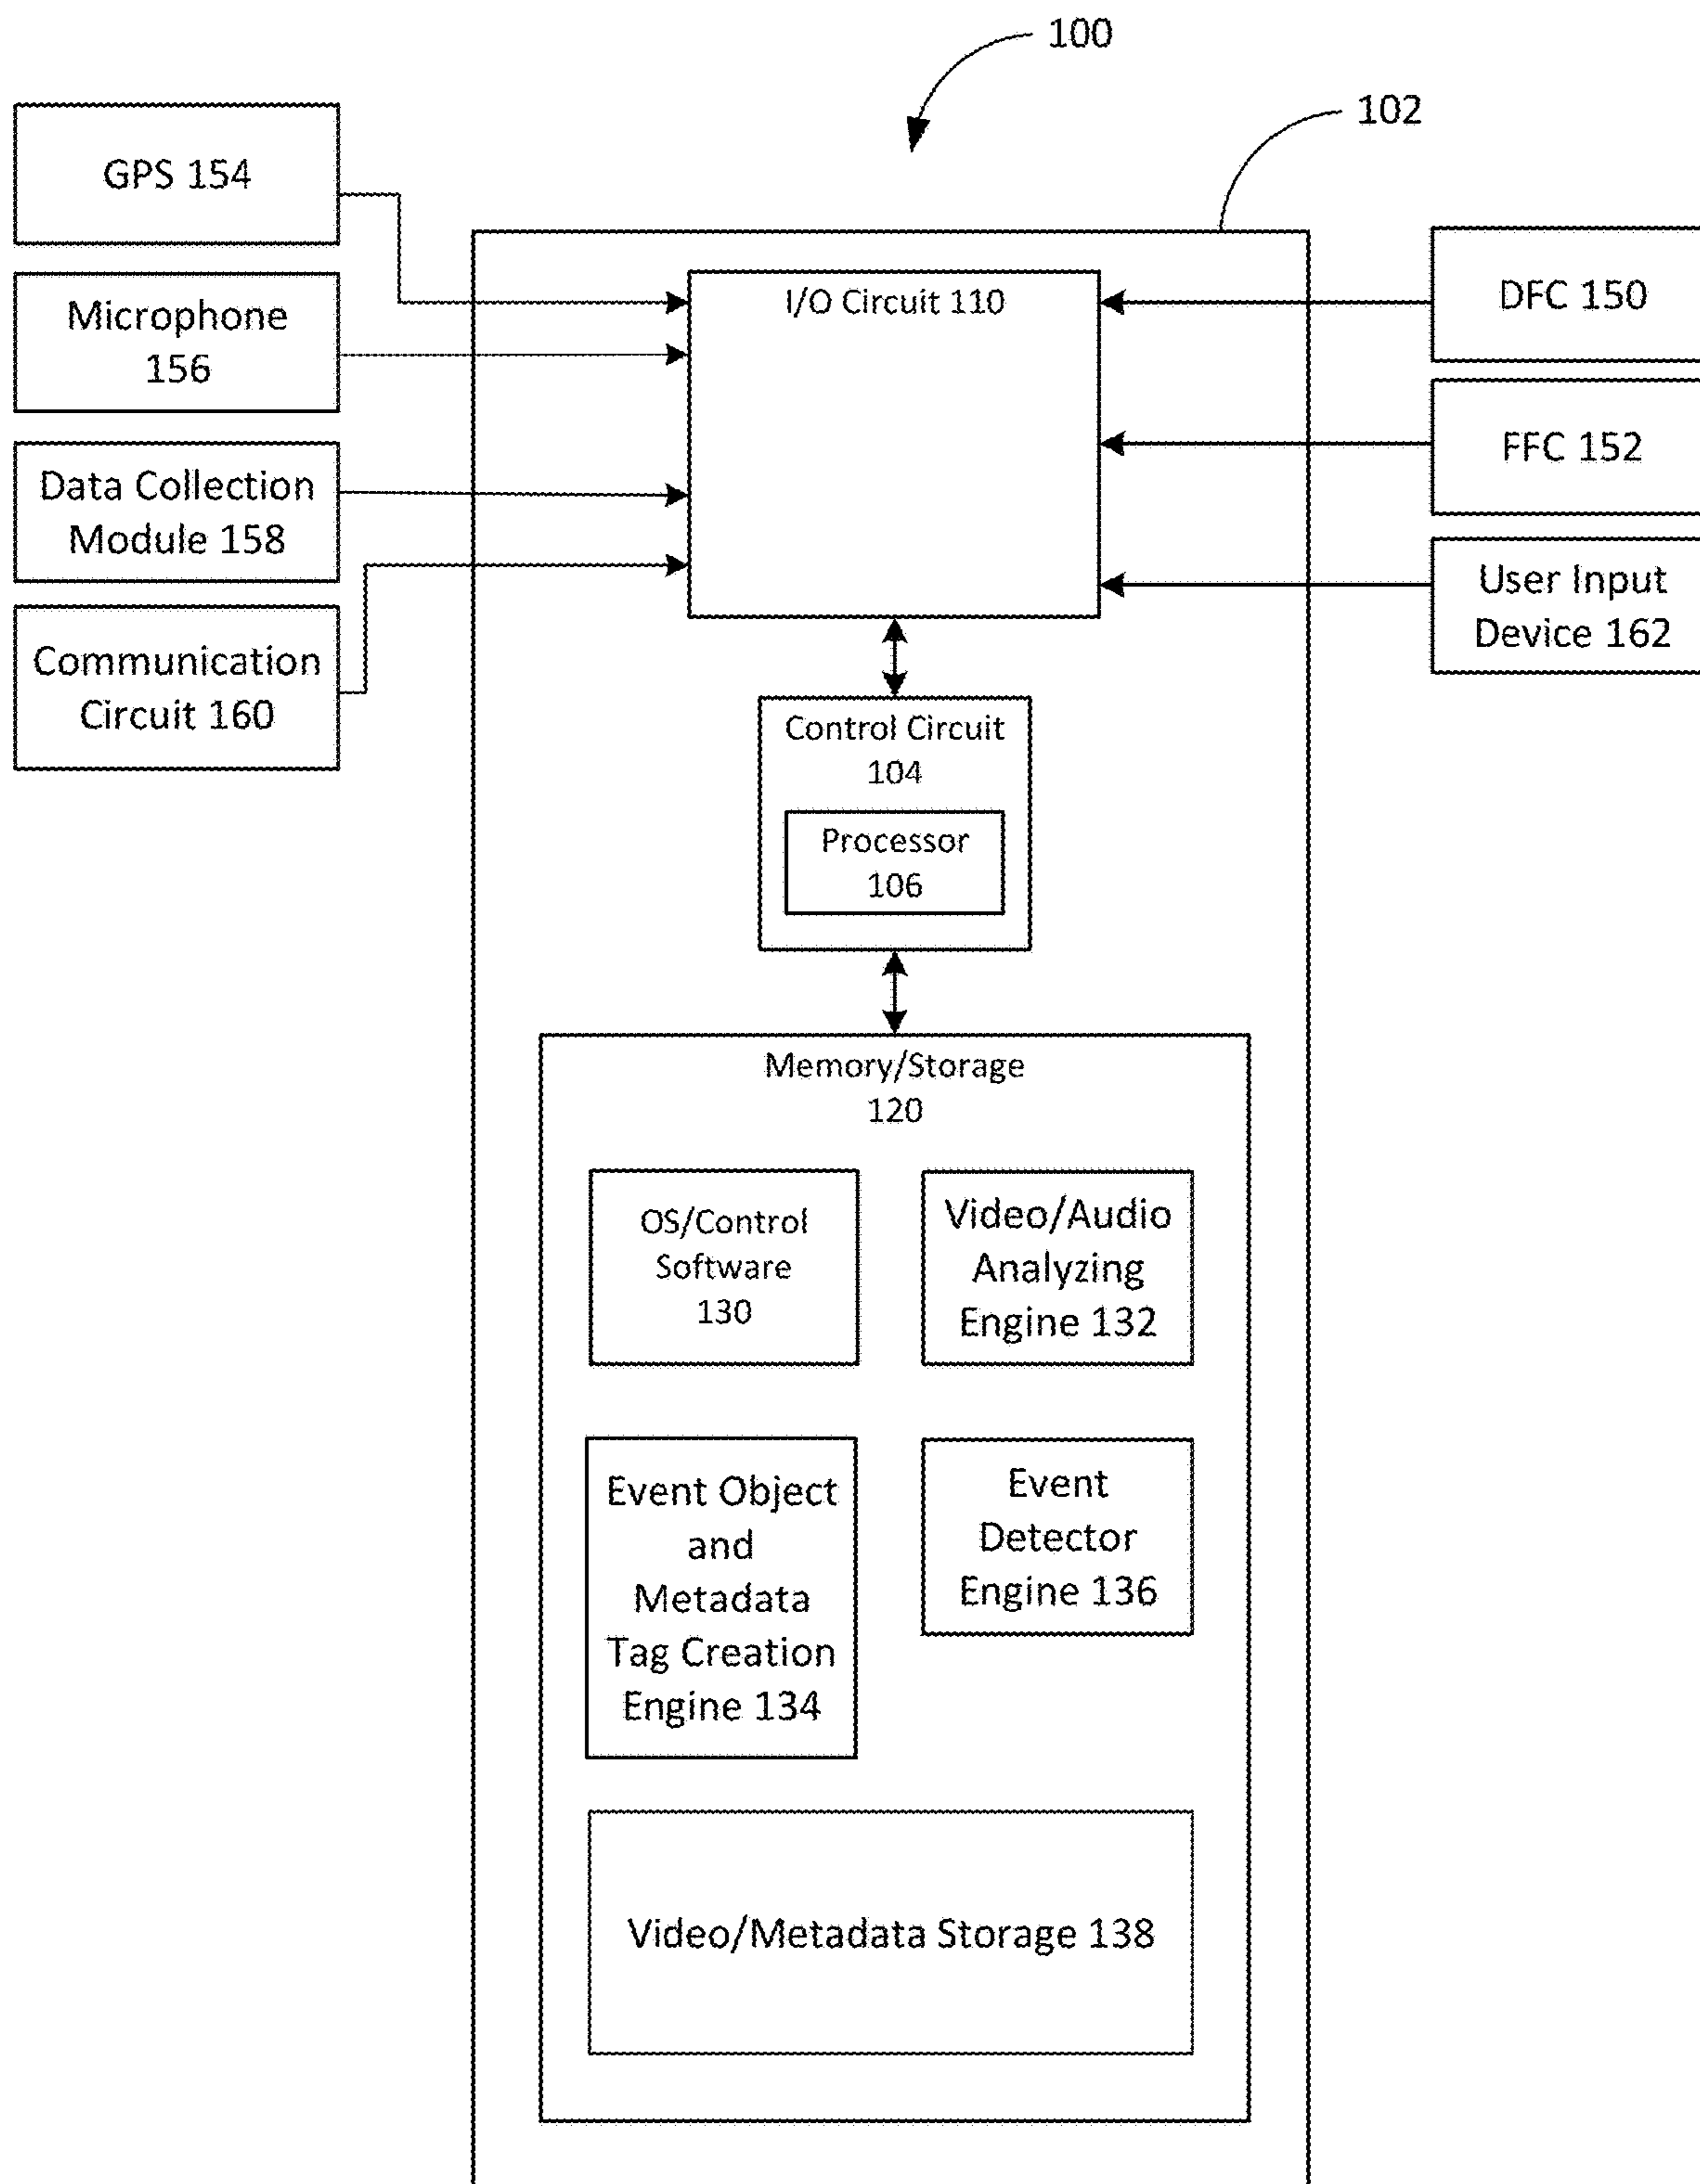 100
102
GPS 154
Microphone
156
Data Collection
Module 158
Communication
Circuit 160
I/O Circuit 110
DFC 150
FFC 152
User Input
Device 162
Control Circuit
104
Processor
106
Memory/Storage
120
OS/Control
Software
130
Video/Audio
Analyzing
Engine 132
Event Object
and
Metadata
Tag Creation
Engine 134
Event
Detector
Engine 136
Video/Metadata Storage 138